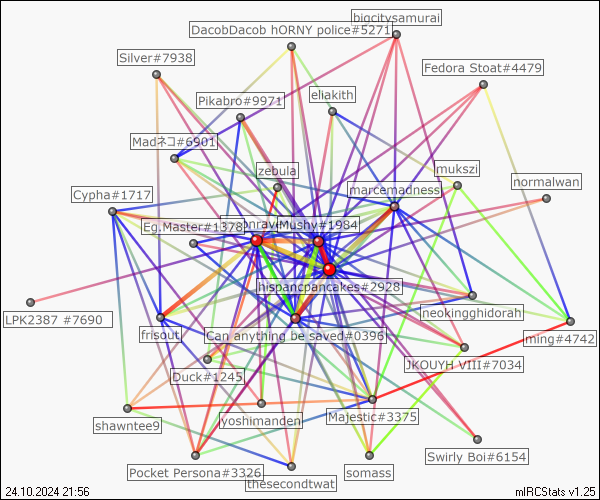 bigcitysamurai
DacobDacob hORNY police#5271
Silver#7938
Fedora Stoat#4479
Pikabro#9971
eliakith
Madネコ#6901
zebula
mukszi
marcemadness
normalwan
Cypha#1717
Eg.Master#1378
Mushy#1984
hispancpancakes#2928
LPK2387 #7690
neokingghidorah
frisout
Can anything be saved#0396
ming#4742
JKOUYH VIII#7034
Duck#1245
Majestic#3375
yoshimanden
shawntee9
Swirly Boi#6154
Pocket Persona#3326
somass
thesecondtwat
24.10.2024 21:56
mIRCStats v1.25